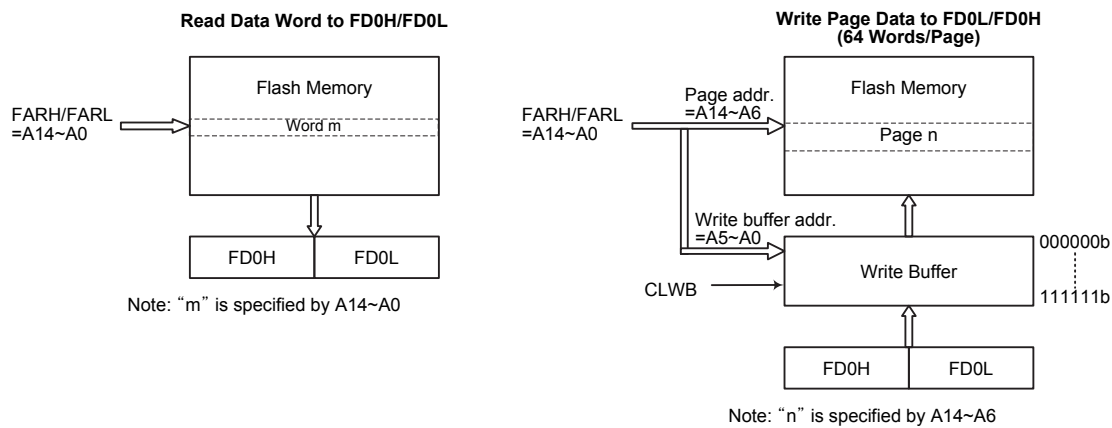 Read Data Word to FD0H/FD0L
Flash Memory
FARH/FARL
=A14~A0
Word m
FD0H
FD0L
Note: “m” is specified by A14~A0
Write Page Data to FD0L/FD0H
(64 Words/Page)
Flash Memory
Page addr.
=A14~A6
FARH/FARL
=A14~A0
Page n
Write buffer addr.
=A5~A0
Write Buffer
000000b
CLWB
111111b
FD0H
FD0L
Note: “n” is specified by A14~A6